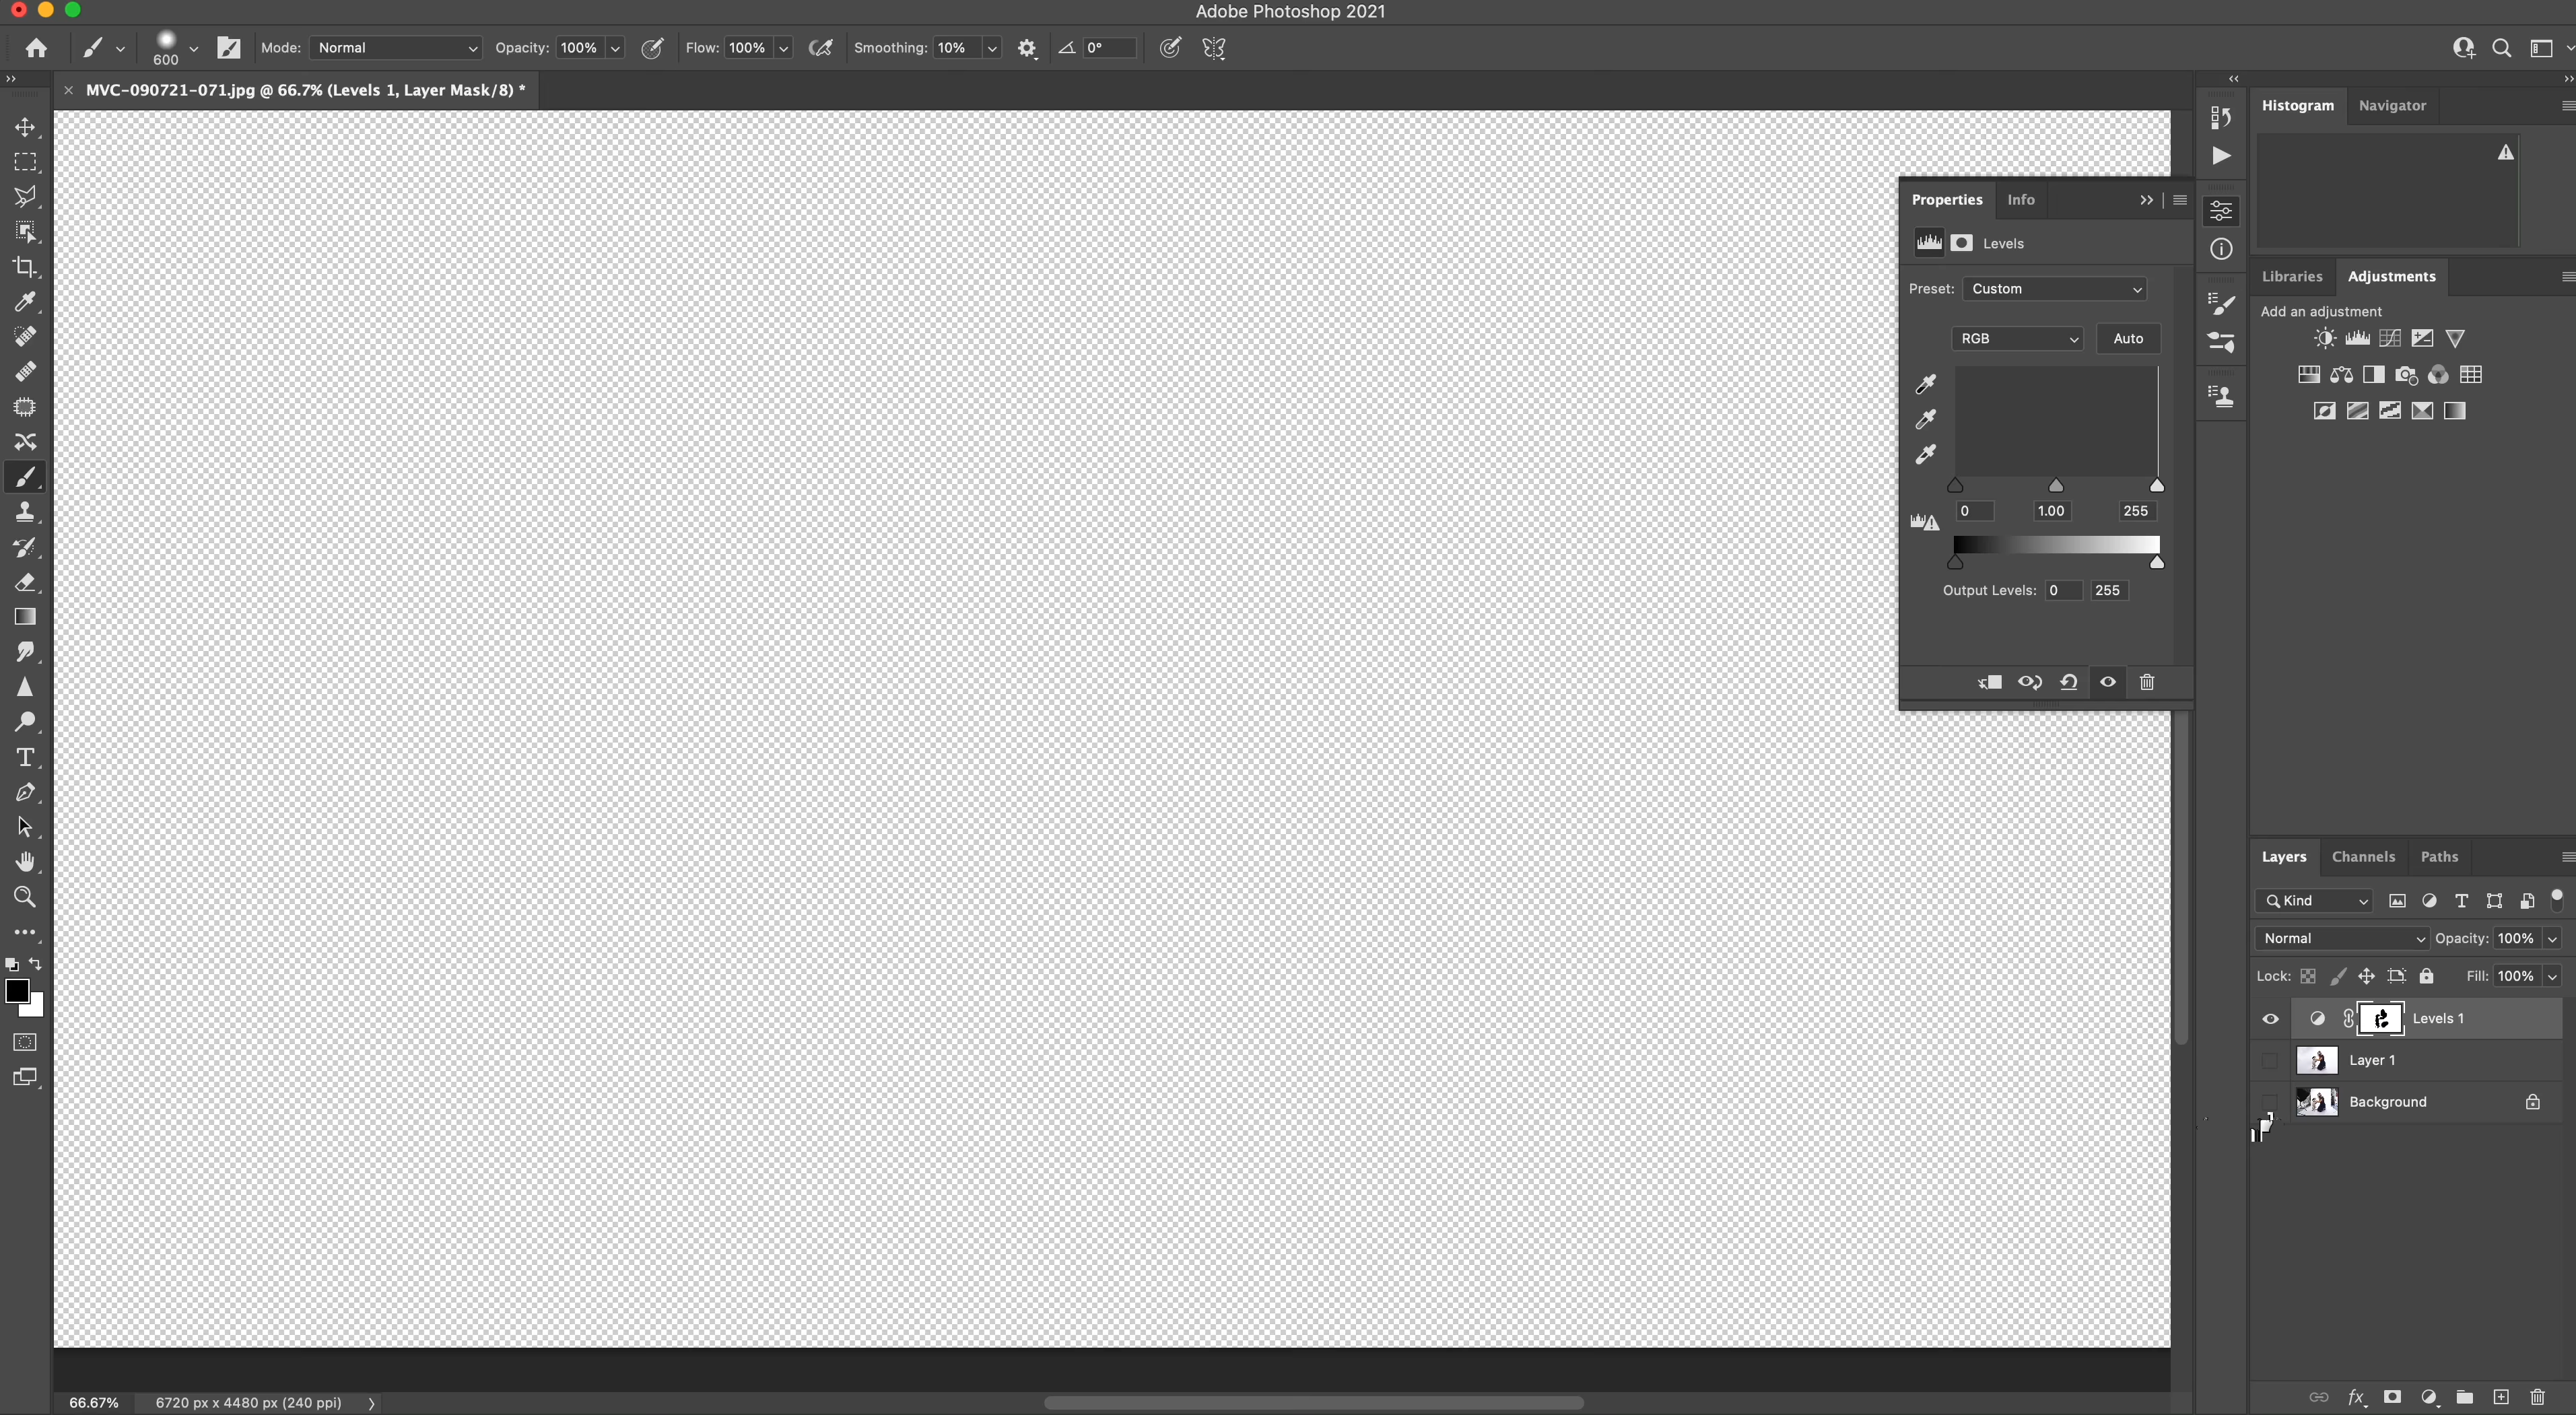 Adobe Photoshop 2021
600
Mode: Normal
Opacity: 100%
Flow: 100%
Smoothing: 10%
0°
MVC-090721-071.jpg @ 66.7% (Levels 1, Layer Mask/8) *
Histogram Navigator
Properties Info
Levels
Preset: Custom
RGB
Auto
0 1.00 255
Output Levels: 0 255
Libraries Adjustments
Add an adjustment
Layers Channels Paths
Kind
Normal Opacity: 100%
Lock: Fill: 100%
Levels 1
Layer 1
Background
66.67% 6720 px x 4480 px (240 ppi)